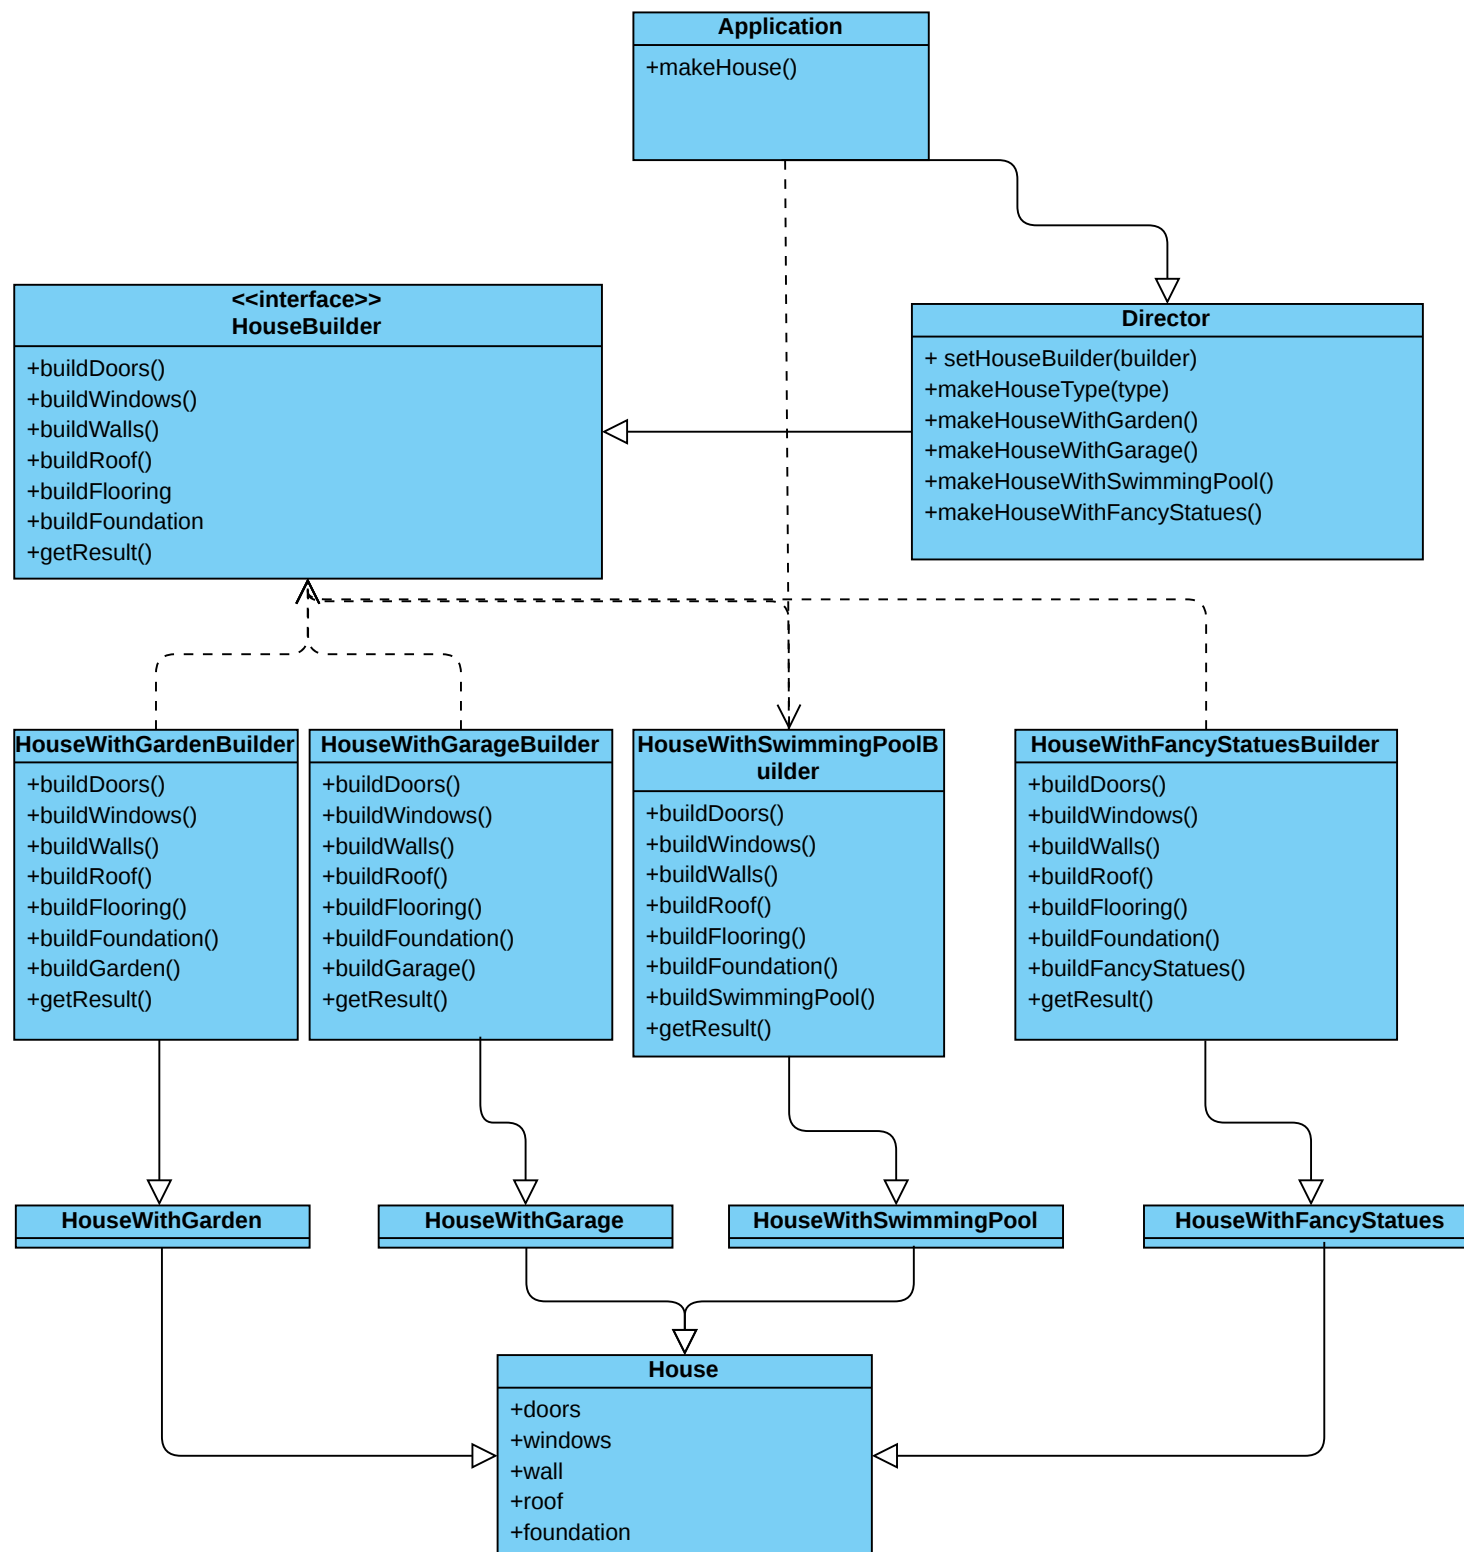 Application
+makeHouse()
<<interface>>
HouseBuilder
+buildDoors()
+buildWindows()
+buildWalls()
+buildRoof()
+buildFlooring
+buildFoundation
+getResult()
Director
+ setHouseBuilder(builder)
+makeHouseType(type)
+makeHouseWithGarden()
+makeHouseWithGarage()
+makeHouseWithSwimmingPool()
+makeHouseWithFancyStatues()
HouseWithGardenBuilder
+buildDoors()
+buildWindows()
+buildWalls()
+buildRoof()
+buildFlooring()
+buildFoundation()
+buildGarden()
+getResult()
HouseWithGarageBuilder
+buildDoors()
+buildWindows()
+buildWalls()
+buildRoof()
+buildFlooring()
+buildFoundation()
+buildGarage()
+getResult()
HouseWithSwimmingPoolB
uilder
+buildDoors()
+buildWindows()
+buildWalls()
+buildRoof()
+buildFlooring()
+buildFoundation()
+buildSwimmingPool()
+getResult()
HouseWithFancyStatuesBuilder
+buildDoors()
+buildWindows()
+buildWalls()
+buildRoof()
+buildFlooring()
+buildFoundation()
+buildFancyStatues()
+getResult()
HouseWithGarden
HouseWithGarage
HouseWithSwimmingPool
HouseWithFancyStatues
House
+doors
+windows
+wall
+roof
+foundation